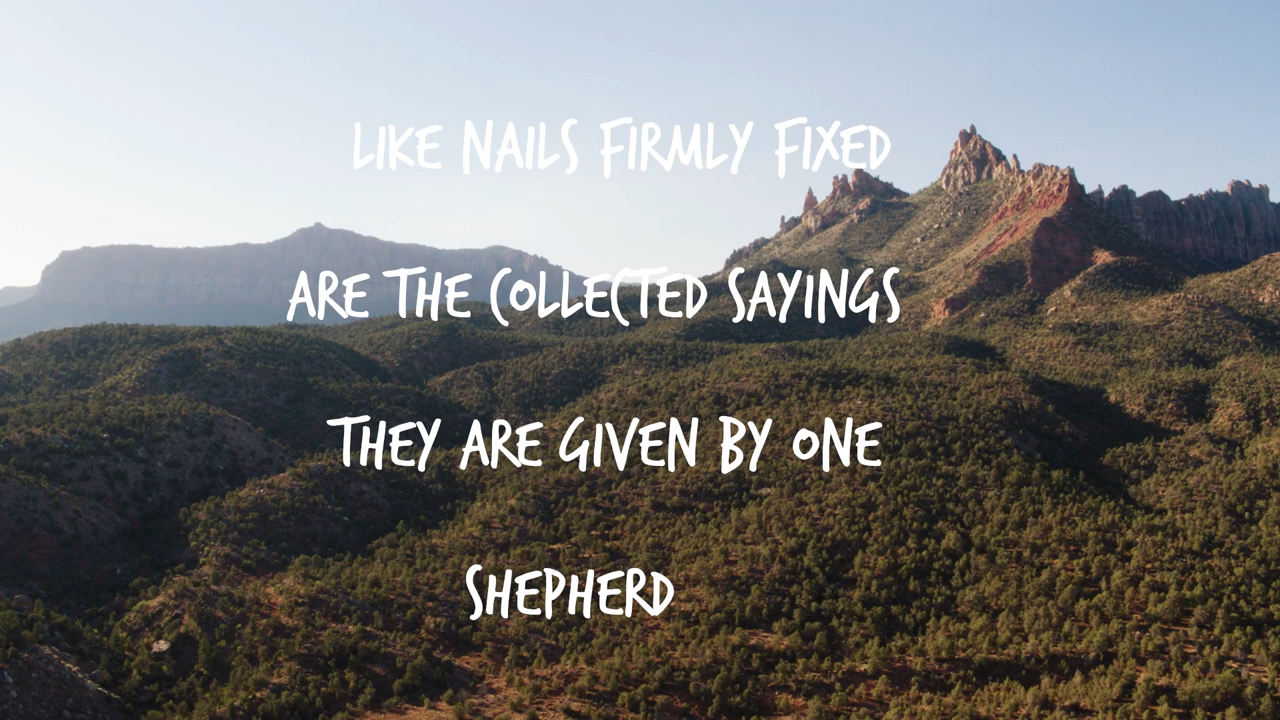 LIKE NAILS FIRMLY FIXED
ARE THE COLLECTED SAYINGS
THEY ARE GIVEN BY ONE
SHEPHERD